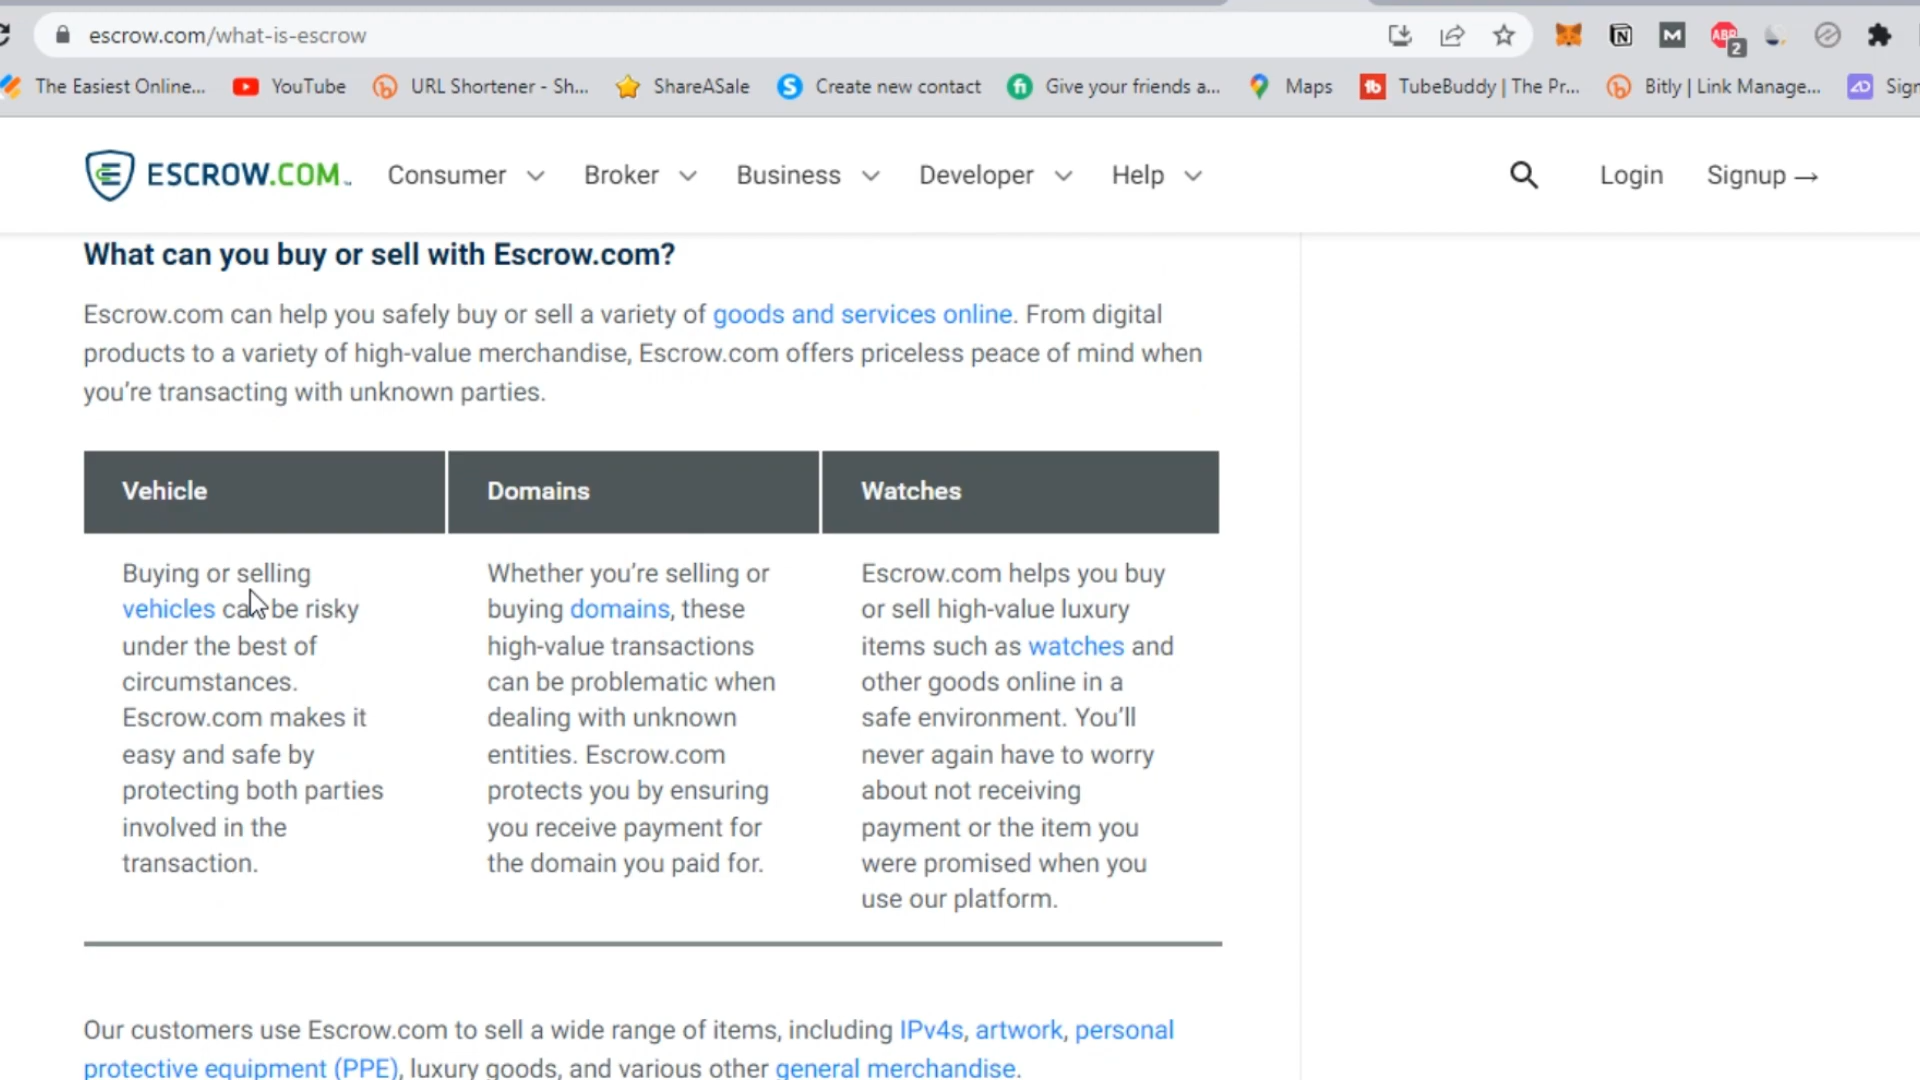 escrow.com/what-is-escrow
ABP 2
The Easiest Online... YouTube URL Shortener - Sh... ShareASale Create new contact Give your friends a... Maps TubeBuddy | The Pr... Bitly | Link Manage... Sign
ESCROW.COM Consumer Broker Business Developer Help Login Signup →
What can you buy or sell with Escrow.com?
Escrow.com can help you safely buy or sell a variety of goods and services online. From digital
products to a variety of high-value merchandise, Escrow.com offers priceless peace of mind when
you’re transacting with unknown parties.
Vehicle
Buying or selling
vehicles can be risky
under the best of
circumstances.
Escrow.com makes it
easy and safe by
protecting both parties
involved in the
transaction.
Domains
Whether you’re selling or
buying domains, these
high-value transactions
can be problematic when
dealing with unknown
entities. Escrow.com
protects you by ensuring
you receive payment for
the domain you paid for.
Watches
Escrow.com helps you buy
or sell high-value luxury
items such as watches and
other goods online in a
safe environment. You’ll
never again have to worry
about not receiving
payment or the item you
were promised when you
use our platform.
Our customers use Escrow.com to sell a wide range of items, including IPv4s, artwork, personal
protective equipment (PPE), luxury goods, and various other general merchandise.